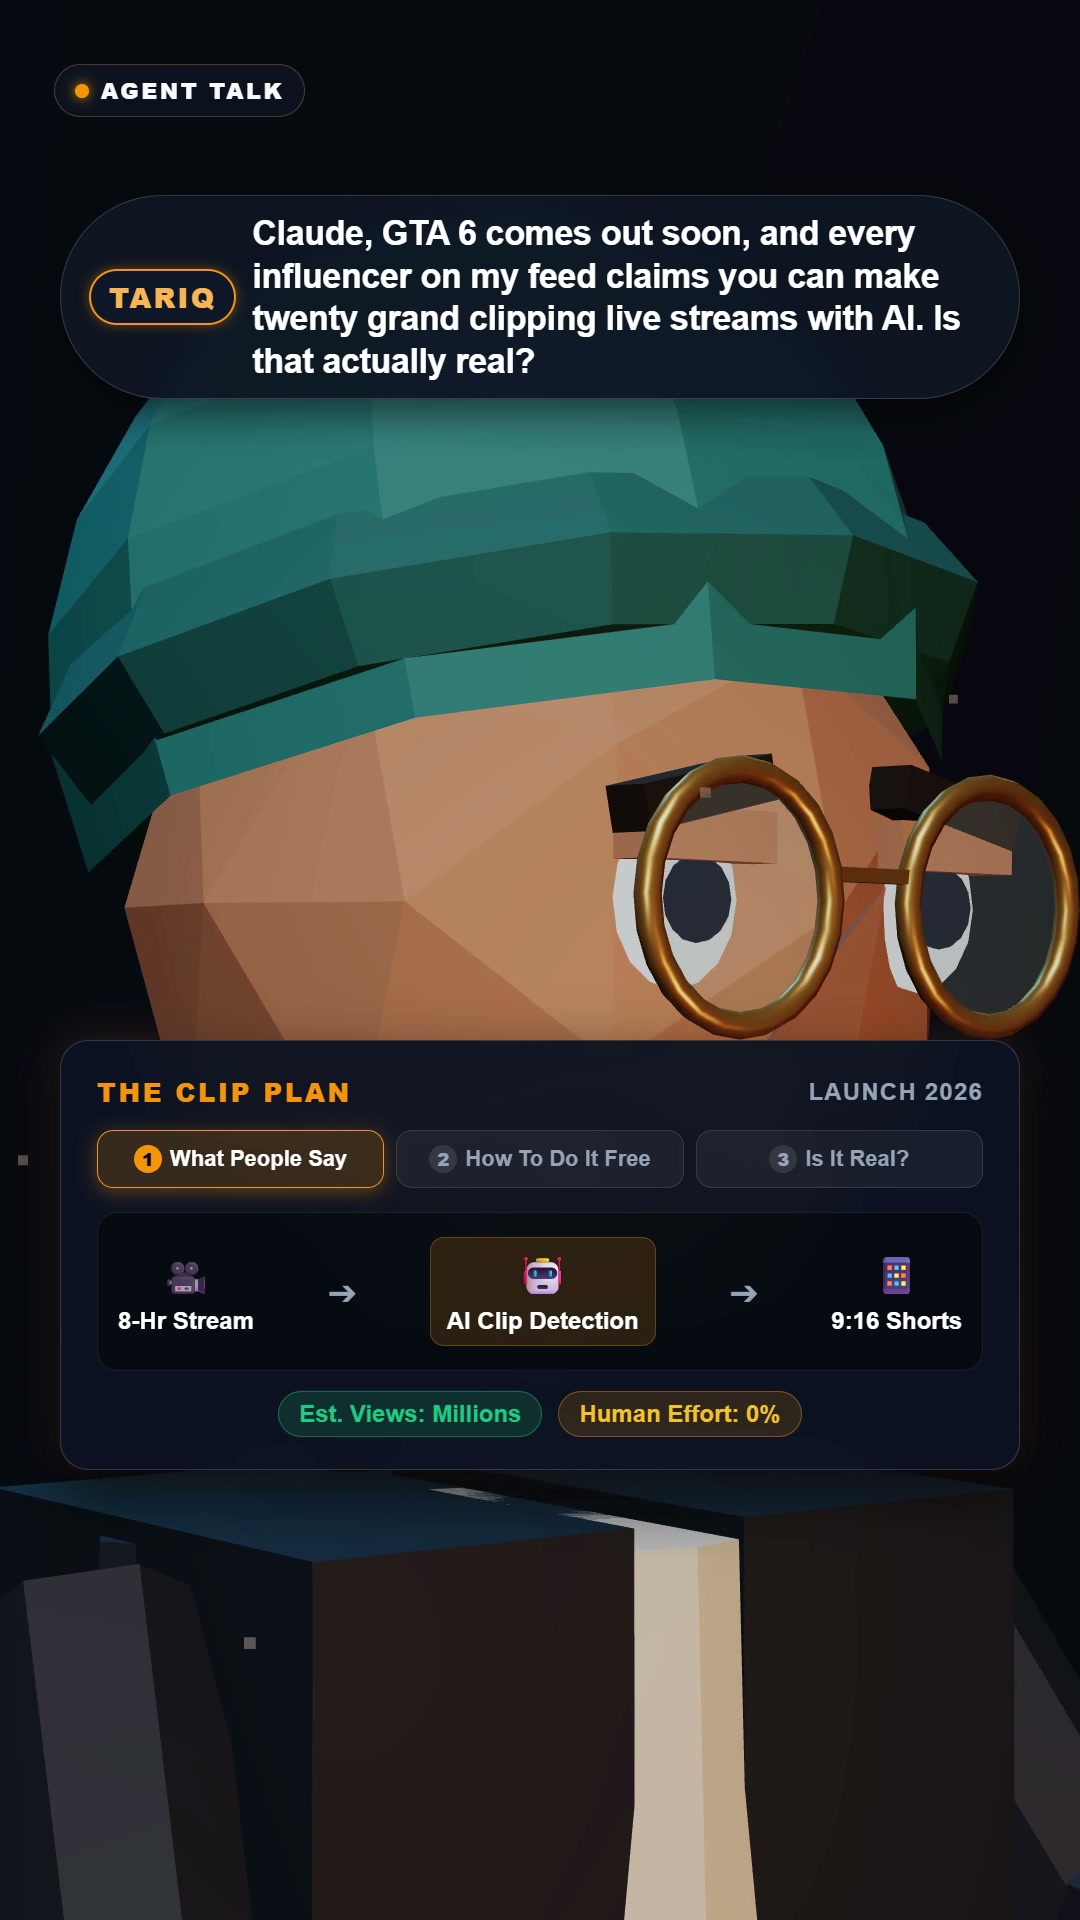 AGENT TALK
TARIQ
Claude, GTA 6 comes out soon, and every
influencer on my feed claims you can make
twenty grand clipping live streams with AI. Is
that actually real?
THE CLIP PLAN
LAUNCH 2026
1 What People Say
2 How To Do It Free
3 Is It Real?
8-Hr Stream
➔
AI Clip Detection
➔
9:16 Shorts
Est. Views: Millions
Human Effort: 0%